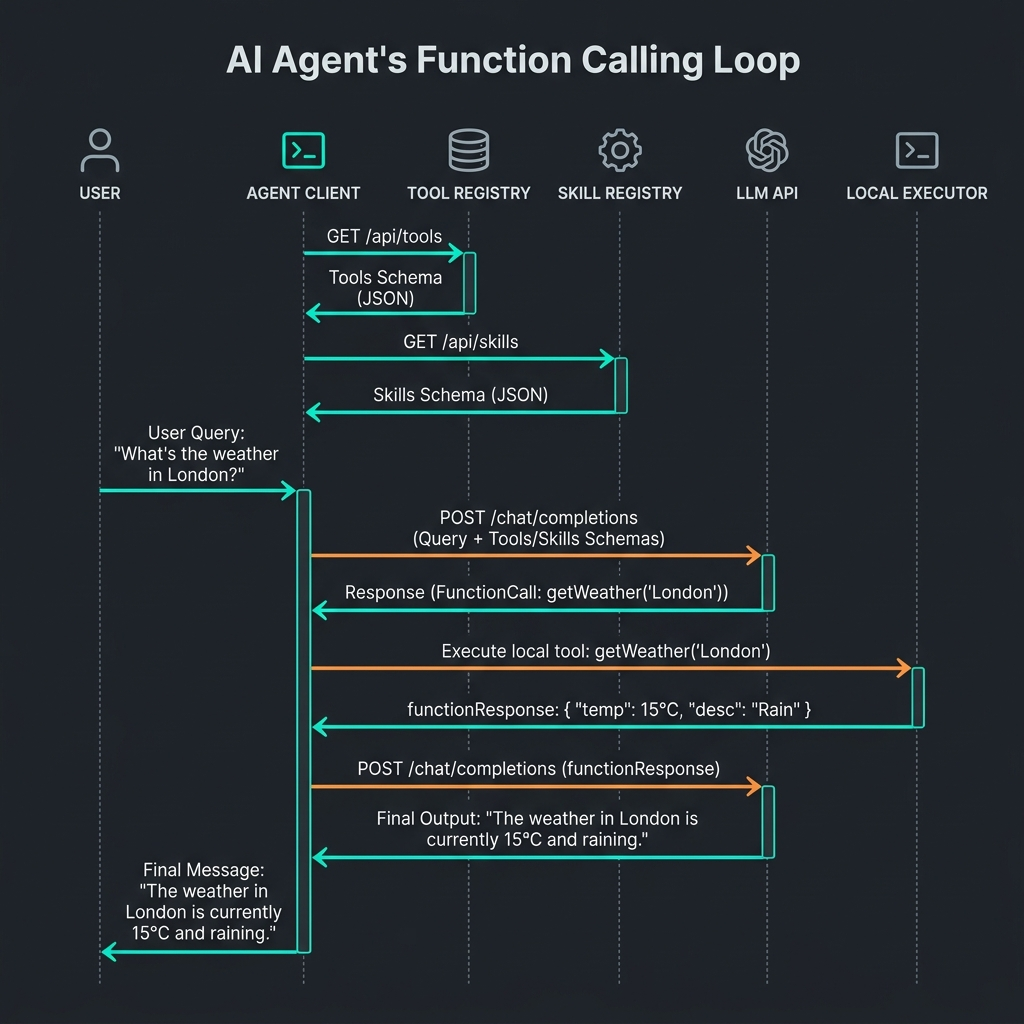 AI Agent's Function Calling Loop
USER
AGENT CLIENT
TOOL REGISTRY
SKILL REGISTRY
LLM API
LOCAL EXECUTOR
GET /api/tools
Tools Schema
(JSON)
GET /api/skills
Skills Schema (JSON)
User Query:
"What's the weather
in London?"
POST /chat/completions
(Query + Tools/Skills Schemas)
Response (FunctionCall: getWeather('London'))
Execute local tool: getWeather('London')
functionResponse: { "temp": 15°C, "desc": "Rain" }
POST /chat/completions (functionResponse)
Final Output: "The weather in London is
currently 15°C and raining."
Final Message:
"The weather in
London is currently
15°C and raining."